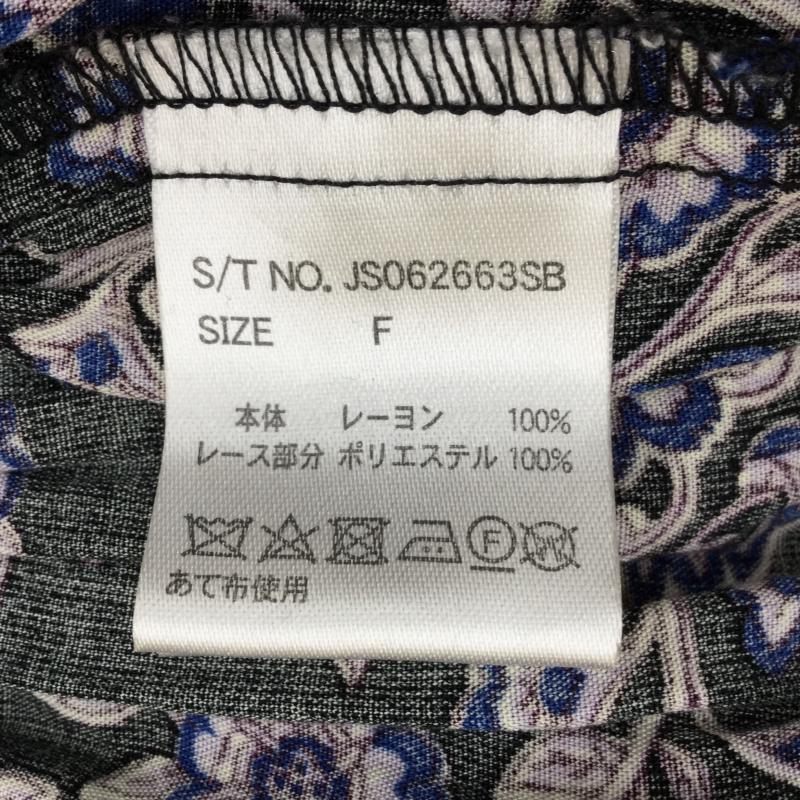 S/T NO. JS062663SB
SIZE F
本体 レーヨン 100%
レース部分 ポリエステル 100%
F W
あて布使用